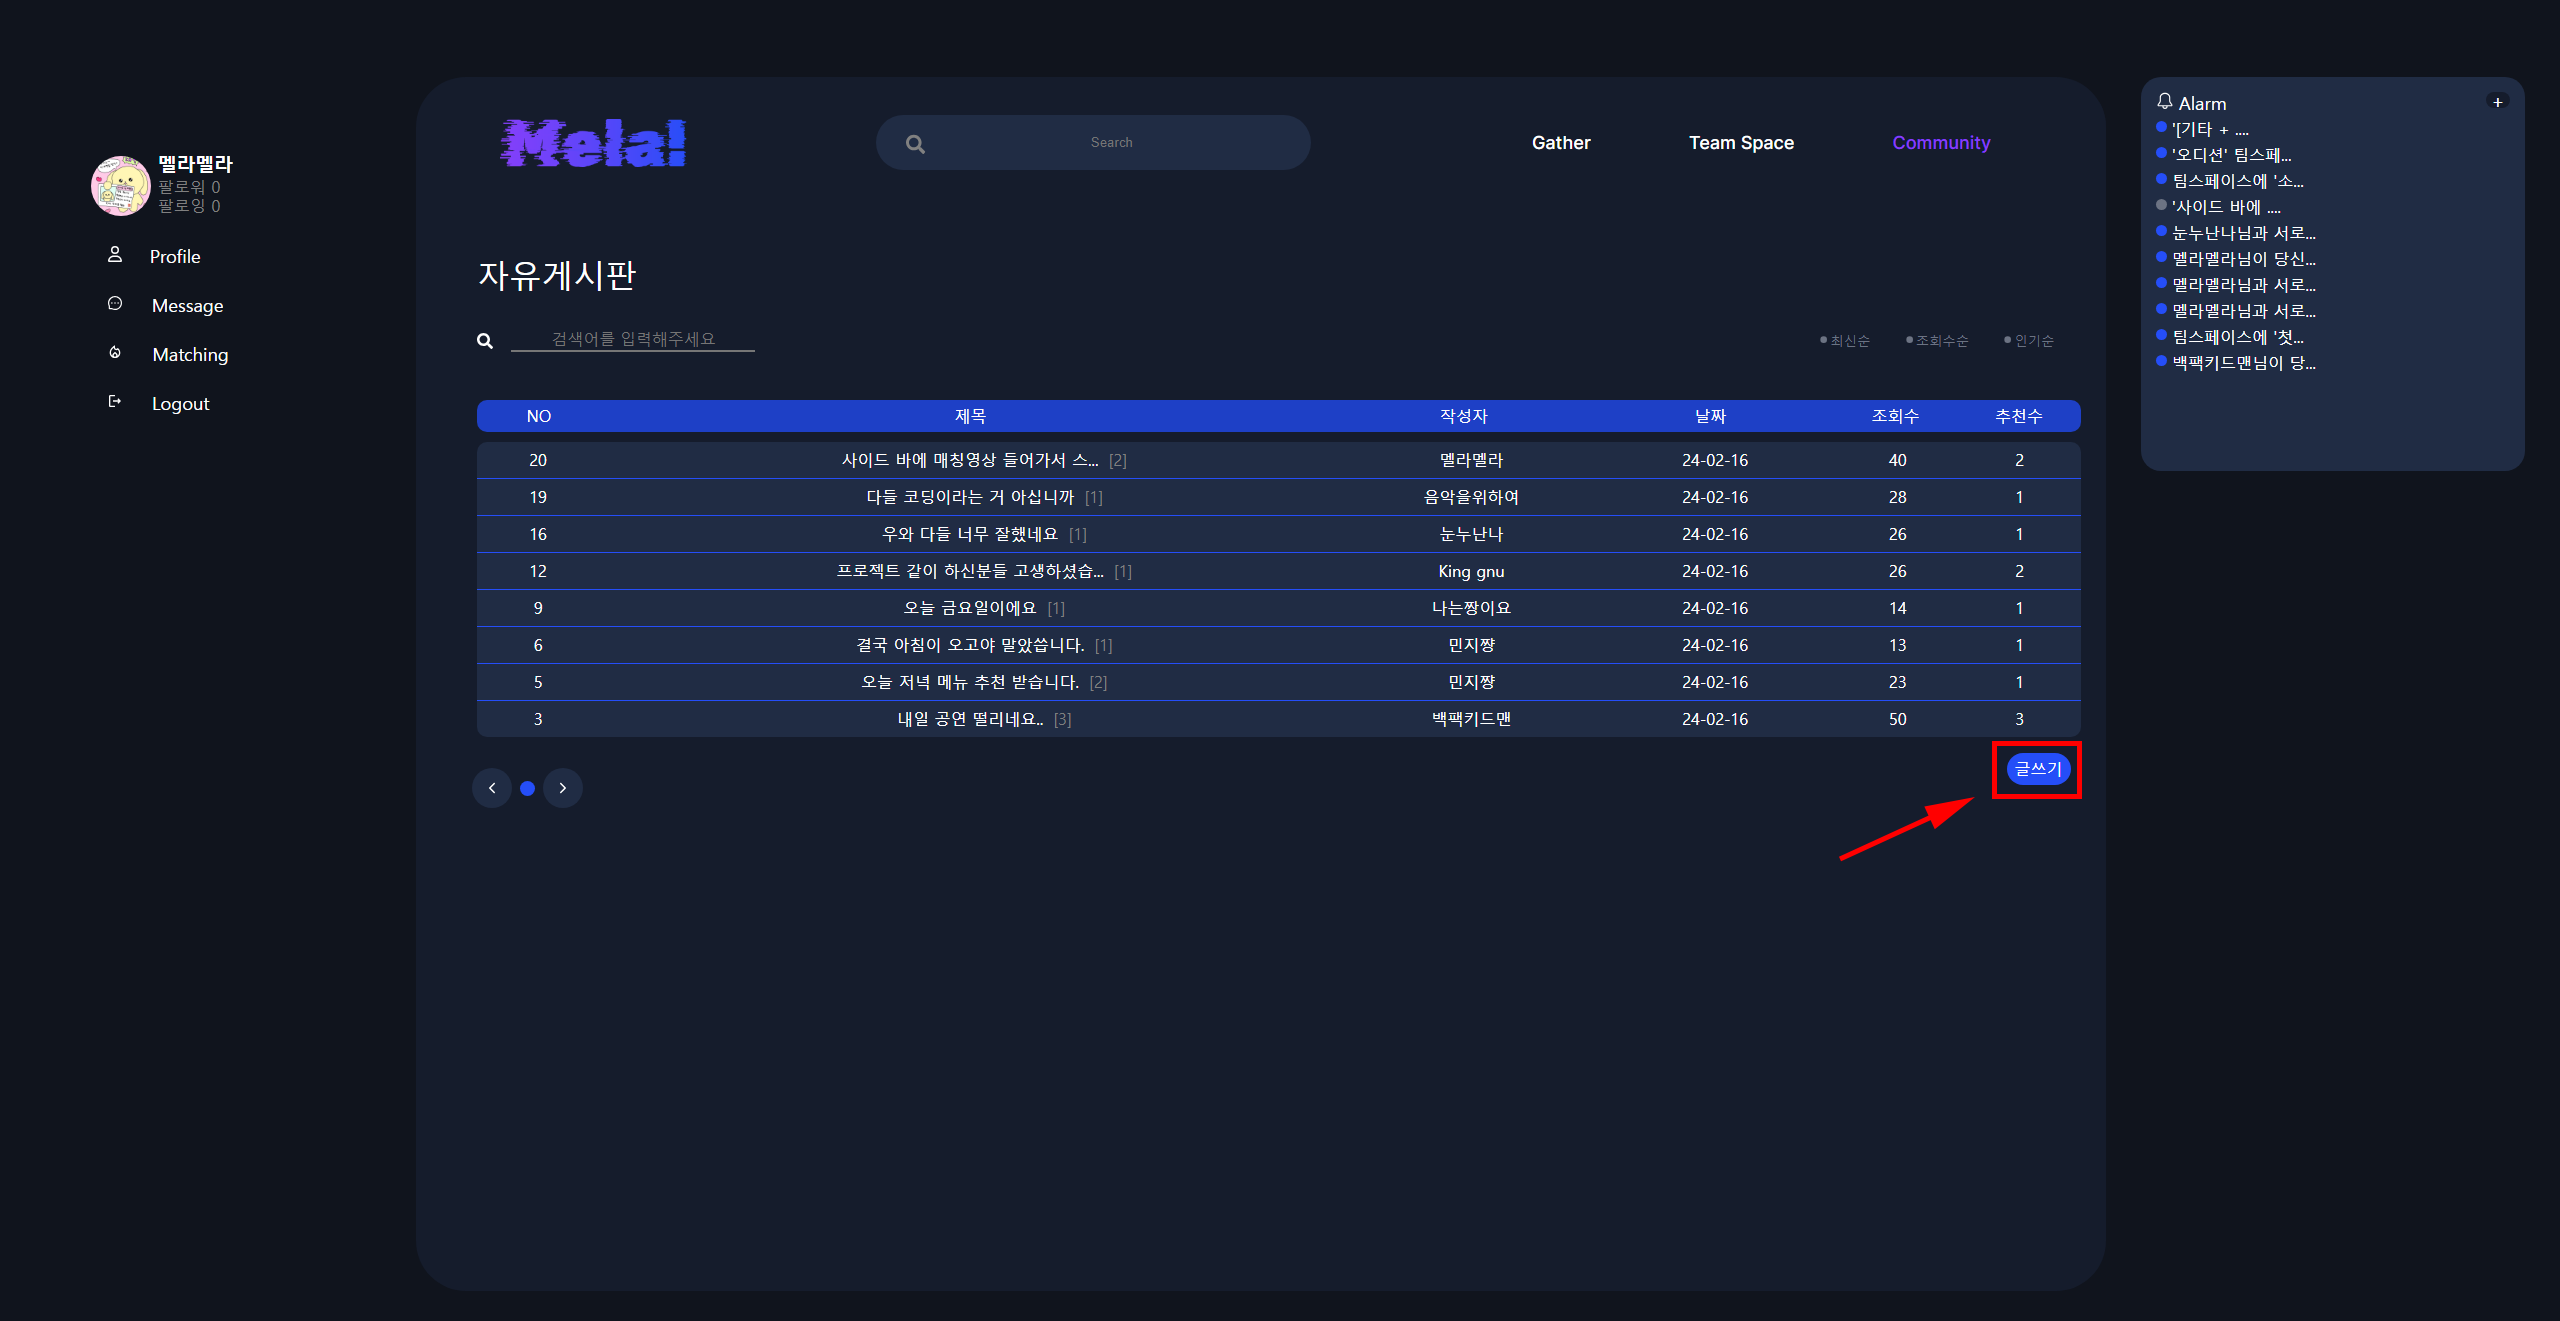 멜라멜라
팔로워 0
팔로잉 0
Profile
Message
Matching
Logout
Mela!
Search
Gather
Team Space
Community
자유게시판
검색어를 입력해주세요
최신순 조회수순 인기순
NO 제목 작성자 날짜 조회수 추천수
20 사이드 바에 매칭영상 들어가서 스... [2] 멜라멜라 24-02-16 40 2
19 다들 코딩이라는 거 아십니까 [1] 음악을위하여 24-02-16 28 1
16 우와 다들 너무 잘했네요 [1] 눈누난나 24-02-16 26 1
12 프로젝트 같이 하신분들 고생하셨습... [1] King gnu 24-02-16 26 2
9 오늘 금요일이에요 [1] 나는짱이요 24-02-16 14 1
6 결국 아침이 오고야 말았씁니다. [1] 민지쨩 24-02-16 13 1
5 오늘 저녁 메뉴 추천 받습니다. [2] 민지쨩 24-02-16 23 1
3 내일 공연 떨리네요.. [3] 백팩키드맨 24-02-16 50 3
글쓰기
Alarm +
'[기타 + ....
'오디션' 팀스페...
팀스페이스에 '소...
'사이드 바에 ....
눈누난나님과 서로...
멜라멜라님이 당신...
멜라멜라님과 서로...
멜라멜라님과 서로...
팀스페이스에 '첫...
백팩키드맨님이 당...